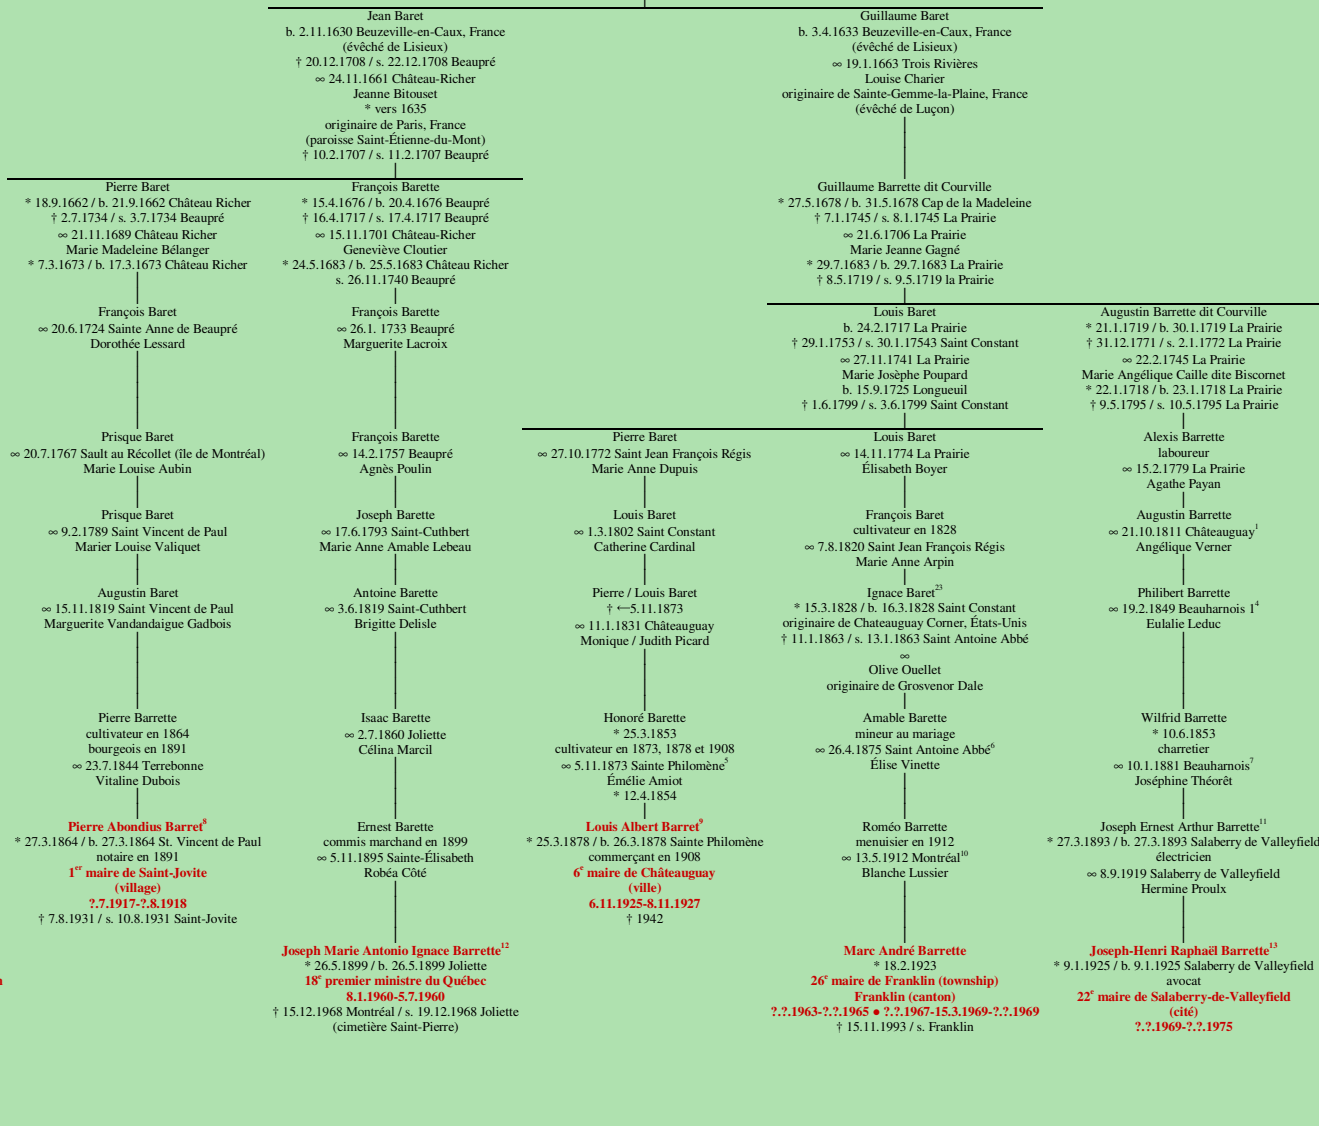 Jean Baret
b. 2.11.1630 Beuzeville-en-Caux, France
(évêché de Lisieux)
† 20.12.1708 / s. 22.12.1708 Beaupré
∞ 24.11.1661 Château-Richer
Jeanne Bitouset
* vers 1635
originaire de Paris, France
(paroisse Saint-Étienne-du-Mont)
† 10.2.1707 / s. 11.2.1707 Beaupré
Guillaume Baret
b. 3.4.1633 Beuzeville-en-Caux, France
(évêché de Lisieux)
∞ 19.1.1663 Trois Rivières
Louise Charier
originaire de Sainte-Gemme-la-Plaine, France
(évêché de Luçon)
Pierre Baret
* 18.9.1662 / b. 21.9.1662 Château Richer
† 2.7.1734 / s. 3.7.1734 Beaupré
∞ 21.11.1689 Château Richer
Marie Madeleine Bélanger
* 7.3.1673 / b. 17.3.1673 Château Richer
François Barette
* 15.4.1676 / b. 20.4.1676 Beaupré
† 16.4.1717 / s. 17.4.1717 Beaupré
∞ 15.11.1701 Château-Richer
Geneviève Cloutier
* 24.5.1683 / b. 25.5.1683 Château Richer
s. 26.11.1740 Beaupré
Guillaume Barrette dit Courville
* 27.5.1678 / b. 31.5.1678 Cap de la Madeleine
† 7.1.1745 / s. 8.1.1745 La Prairie
∞ 21.6.1706 La Prairie
Marie Jeanne Gagné
* 29.7.1683 / b. 29.7.1683 La Prairie
† 8.5.1719 / s. 9.5.1719 la Prairie
François Baret
∞ 20.6.1724 Sainte Anne de Beaupré
Dorothée Lessard
François Barette
∞ 26.1. 1733 Beaupré
Marguerite Lacroix
Louis Baret
b. 24.2.1717 La Prairie
† 29.1.1753 / s. 30.1.17543 Saint Constant
∞ 27.11.1741 La Prairie
Marie Josèphe Poupard
b. 15.9.1725 Longueuil
† 1.6.1799 / s. 3.6.1799 Saint Constant
Augustin Barrette dit Courville
* 21.1.1719 / b. 30.1.1719 La Prairie
† 31.12.1771 / s. 2.1.1772 La Prairie
∞ 22.2.1745 La Prairie
Marie Angélique Caille dite Biscornet
* 22.1.1718 / b. 23.1.1718 La Prairie
† 9.5.1795 / s. 10.5.1795 La Prairie
Prisque Baret
∞ 20.7.1767 Sault au Récollet (île de Montréal)
Marie Louise Aubin
François Barette
∞ 14.2.1757 Beaupré
Agnès Poulin
Pierre Baret
∞ 27.10.1772 Saint Jean François Régis
Marie Anne Dupuis
Louis Baret
∞ 14.11.1774 La Prairie
Élisabeth Boyer
Alexis Barrette
laboureur
∞ 15.2.1779 La Prairie
Agathe Payan
Prisque Baret
∞ 9.2.1789 Saint Vincent de Paul
Marier Louise Valiquet
Joseph Barette
∞ 17.6.1793 Saint-Cuthbert
Marie Anne Amable Lebeau
Louis Baret
∞ 1.3.1802 Saint Constant
Catherine Cardinal
François Baret
cultivateur en 1828
∞ 7.8.1820 Saint Jean François Régis
Marie Anne Arpin
Augustin Barrette
∞ 21.10.1811 Châteauguay1
Angélique Verner
Augustin Baret
∞ 15.11.1819 Saint Vincent de Paul
Marguerite Vandandaigue Gadbois
Antoine Barette
∞ 3.6.1819 Saint-Cuthbert
Brigitte Delisle
Pierre / Louis Baret
† ←5.11.1873
∞ 11.1.1831 Châteauguay
Monique / Judith Picard
Ignace Baret23
* 15.3.1828 / b. 16.3.1828 Saint Constant
originaire de Chateauguay Corner, États-Unis
† 11.1.1863 / s. 13.1.1863 Saint Antoine Abbé
∞
Olive Ouellet
originaire de Grosvenor Dale
Philibert Barrette
∞ 19.2.1849 Beauharnois 14
Eulalie Leduc
Pierre Barrette
cultivateur en 1864
bourgeois en 1891
∞ 23.7.1844 Terrebonne
Vitaline Dubois
Isaac Barette
∞ 2.7.1860 Joliette
Célina Marcil
Honoré Barette
* 25.3.1853
cultivateur en 1873, 1878 et 1908
∞ 5.11.1873 Sainte Philomène5
Émélie Amiot
* 12.4.1854
Amable Barette
mineur au mariage
∞ 26.4.1875 Saint Antoine Abbé6
Élise Vinette
Wilfrid Barrette
* 10.6.1853
charretier
∞ 10.1.1881 Beauharnois7
Joséphine Théorêt
Pierre Abondius Barret8
* 27.3.1864 / b. 27.3.1864 St. Vincent de Paul
notaire en 1891
1er maire de Saint-Jovite
(village)
?.7.1917-?.8.1918
† 7.8.1931 / s. 10.8.1931 Saint-Jovite
Ernest Barette
commis marchand en 1899
∞ 5.11.1895 Sainte-Élisabeth
Robéa Côté
Louis Albert Barret9
* 25.3.1878 / b. 26.3.1878 Sainte Philomène
commerçant en 1908
6e maire de Châteauguay
(ville)
6.11.1925-8.11.1927
† 1942
Roméo Barrette
menuisier en 1912
∞ 13.5.1912 Montréal10
Blanche Lussier
Joseph Ernest Arthur Barrette11
* 27.3.1893 / b. 27.3.1893 Salaberry de Valleyfield
électricien
∞ 8.9.1919 Salaberry de Valleyfield
Hermine Proulx
Joseph Marie Antonio Ignace Barrette12
* 26.5.1899 / b. 26.5.1899 Joliette
18e premier ministre du Québec
8.1.1960-5.7.1960
† 15.12.1968 Montréal / s. 19.12.1968 Joliette
(cimetière Saint-Pierre)
Marc André Barrette
* 18.2.1923
26e maire de Franklin (township)
Franklin (canton)
?.?.1963-?.?.1965 ● ?.?.1967-15.3.1969-?.?.1969
† 15.11.1993 / s. Franklin
Joseph-Henri Raphaël Barrette13
* 9.1.1925 / b. 9.1.1925 Salaberry de Valleyfield
avocat
22e maire de Salaberry-de-Valleyfield
(cité)
?.?.1969-?.?.1975